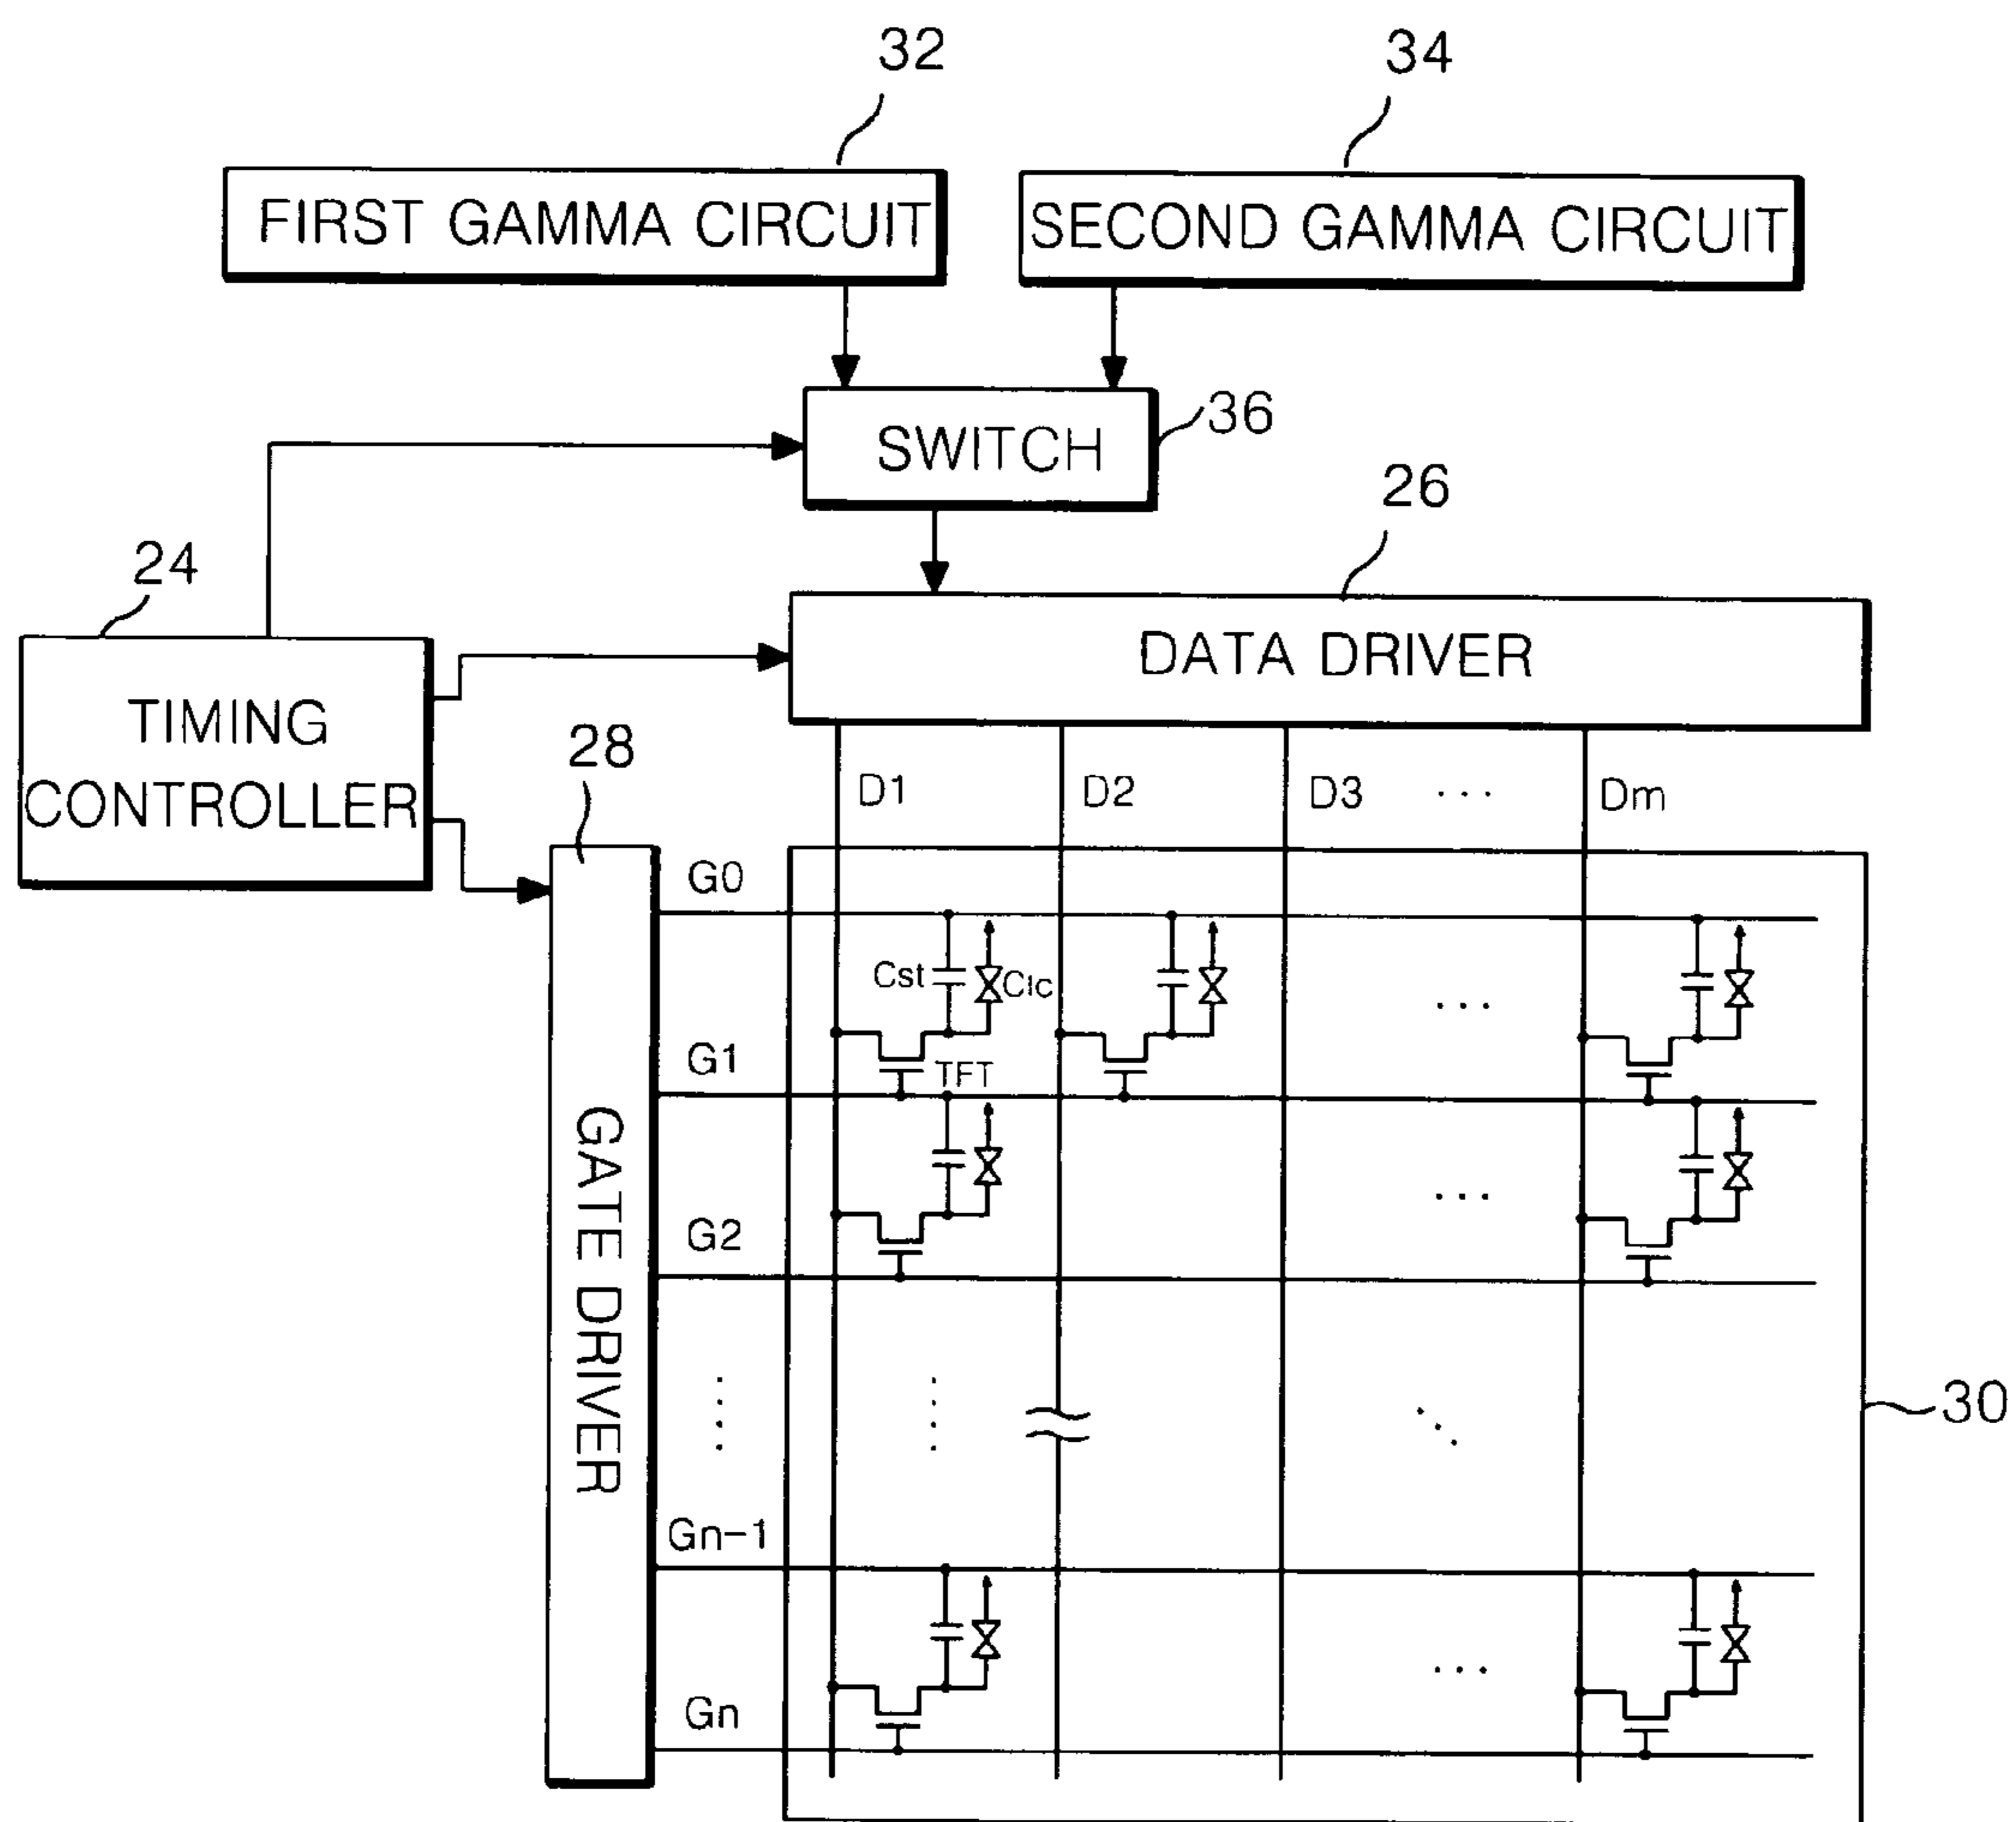 32
34
FIRST GAMMA CIRCUIT
SECOND GAMMA CIRCUIT
SWITCH
36
26
24
DATA DRIVER
TIMING
CONTROLLER
28
D1
D2
D3
...
Dm
G0
Cst
Clc
...
G1
TFT
GATE DRIVER
...
G2
30
Gn-1
...
Gn